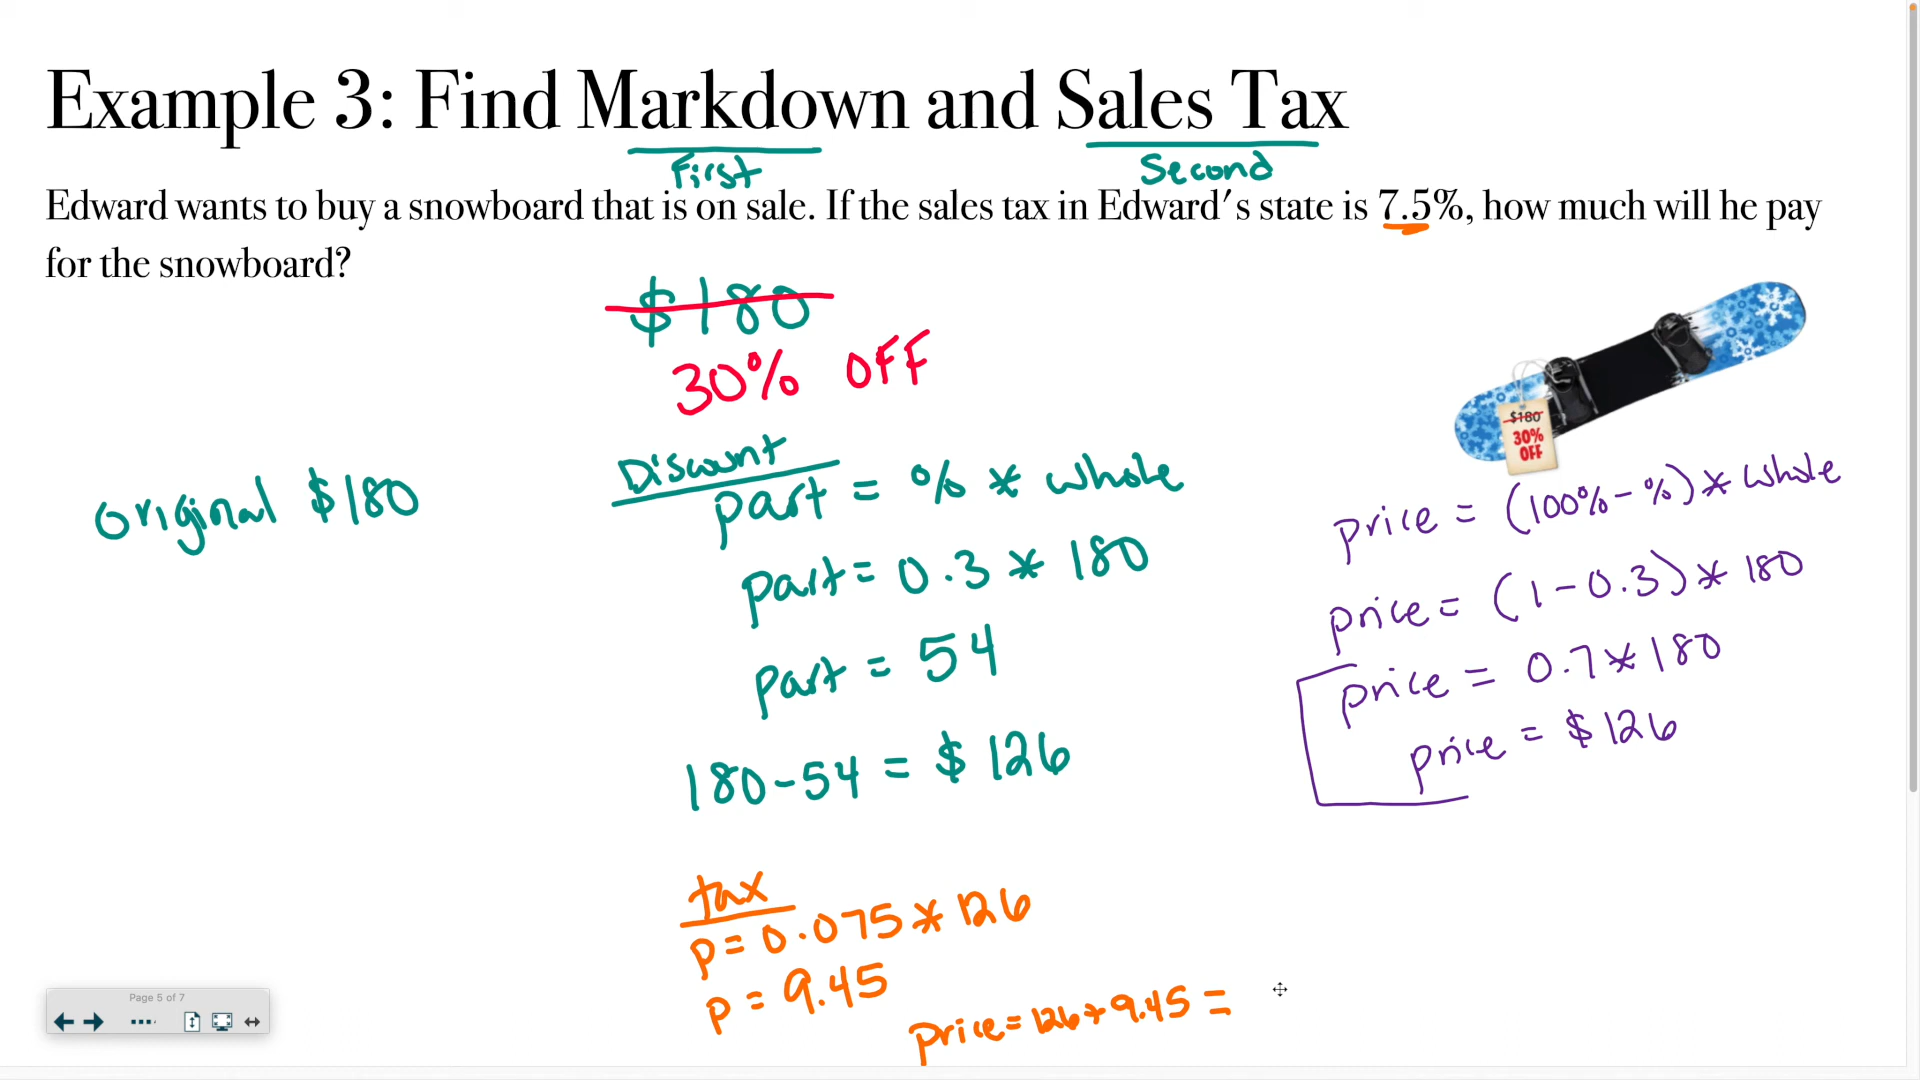 Example 3: Find Markdown and Sales Tax
First
Second
Edward wants to buy a snowboard that is on sale. If the sales tax in Edward's state is 7.5%, how much will he pay
for the snowboard?
$180
30% OFF
$180
30%
OFF
original $180
Discount
part = % * whole
part = 0.3 * 180
part = 54
180-54 = $126
price = (100% - %) * whole
price = (1 - 0.3) * 180
price = 0.7 * 180
price = $126
tax
p = 0.075 * 126
p = 9.45
price = 126 + 9.45 =
Page 5 of 7